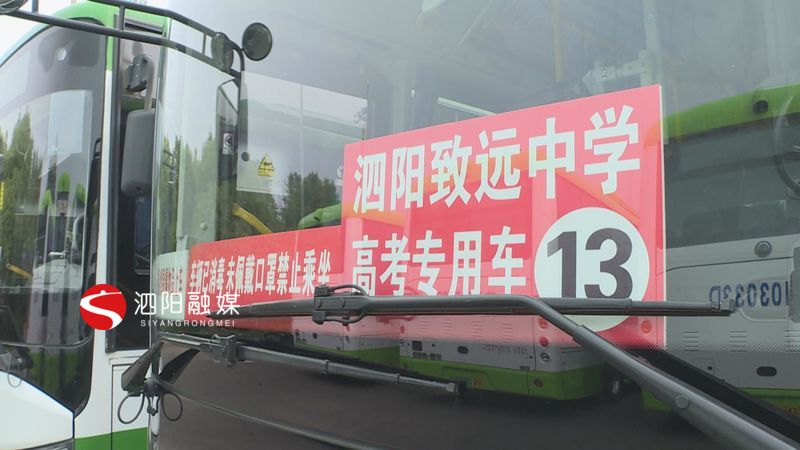 泗阳致远中学
高考专用车
13
车辆已消毒 未佩戴口罩禁止乘坐
泗阳融媒
SIYANGRONGMEI